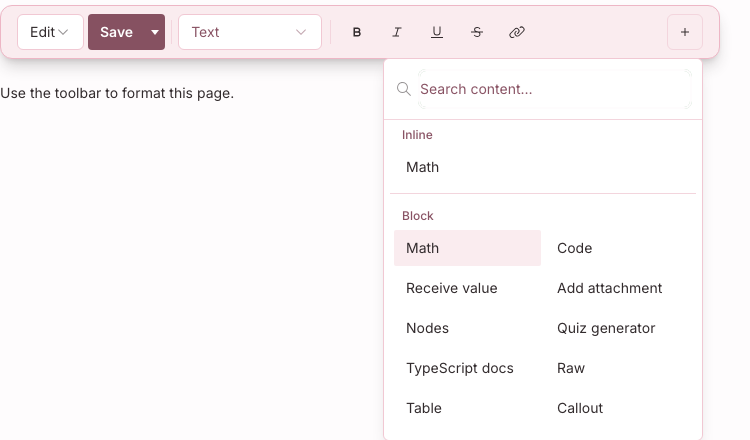 Edit
Save
Text
B
I
U
S
+
Use the toolbar to format this page.
Search content...
Inline
Math
Block
Math
Code
Receive value
Add attachment
Nodes
Quiz generator
TypeScript docs
Raw
Table
Callout